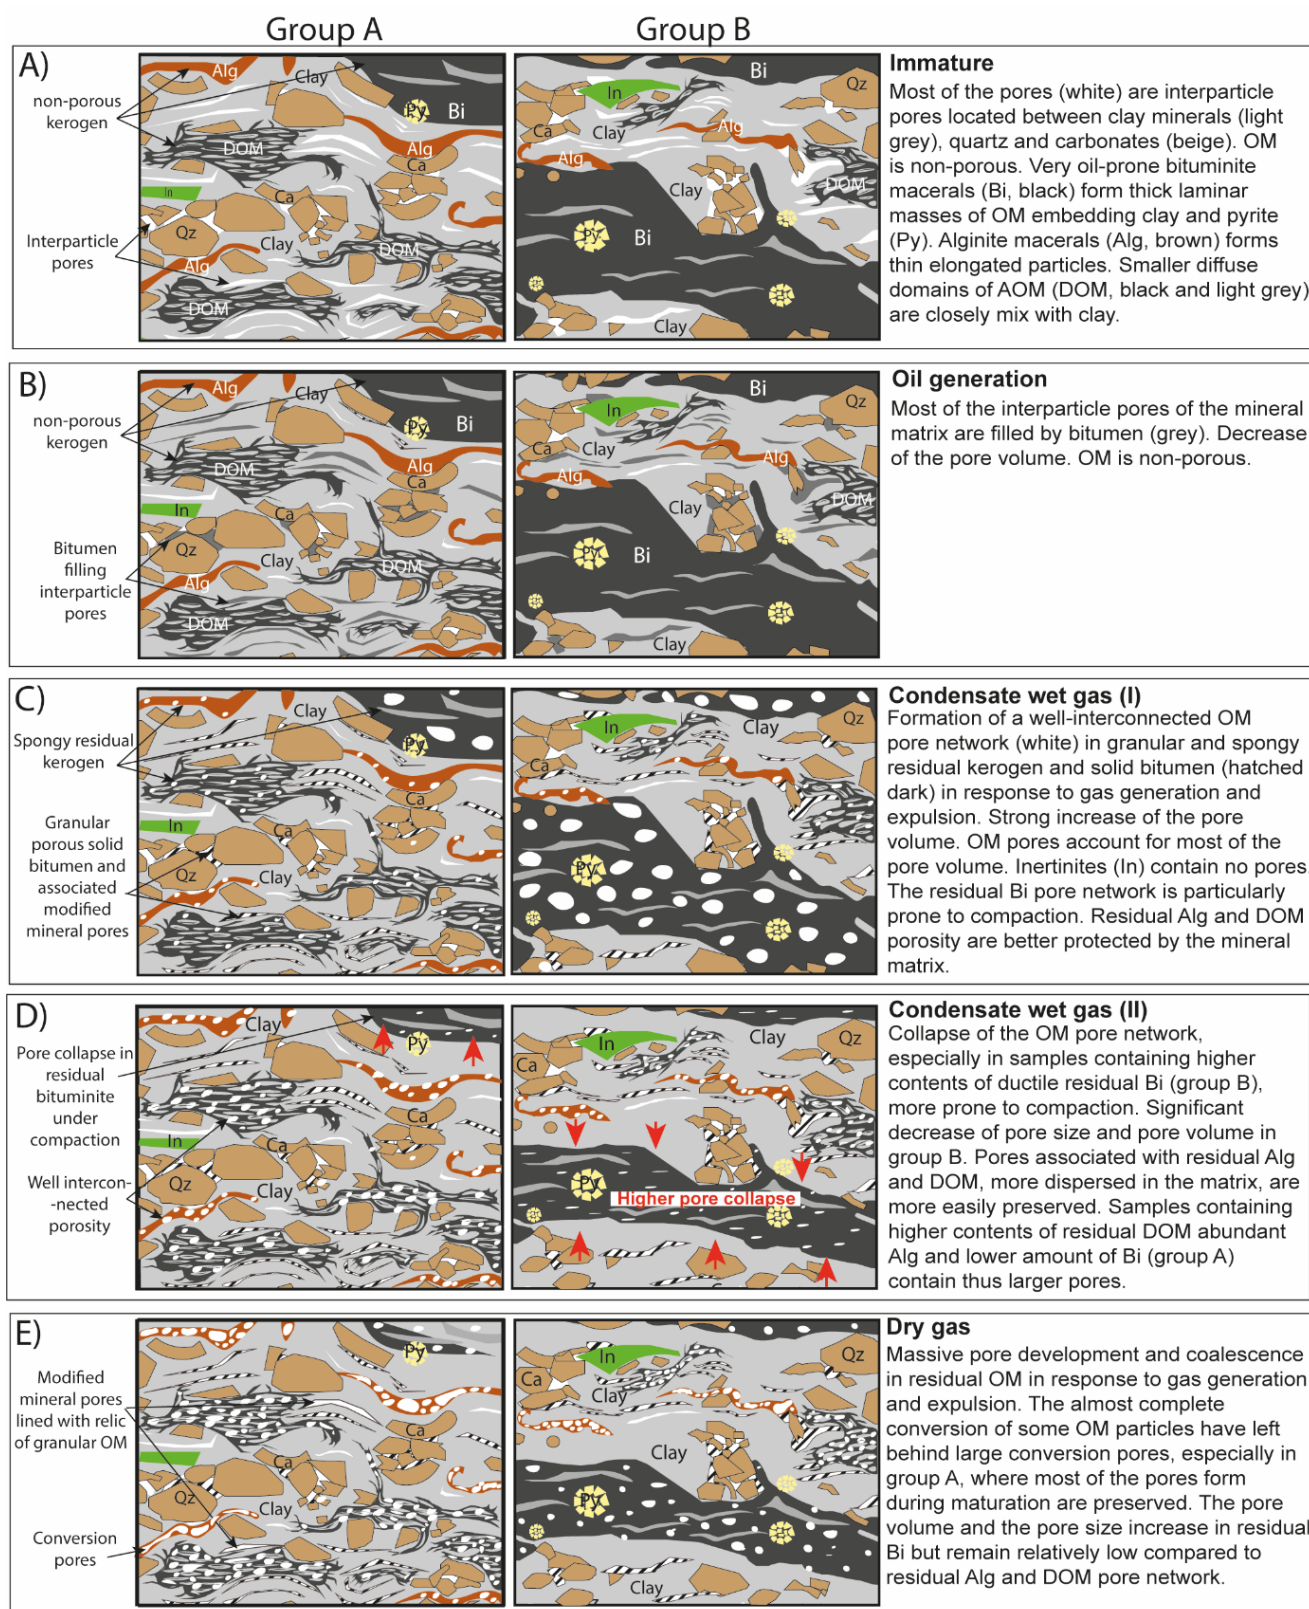 Group A
Group B
A)
non-porous
kerogen
Interparticle
pores
Alg
Clay
Py
Bi
DOM
Alg
Ca
In
Ca
Qz
Clay
DOM
Alg
DOM
Bi
In
Qz
Ca
Clay
Alg
Alg
Clay
DOM
Py
Bi
Clay
Immature
Most of the pores (white) are interparticle
pores located between clay minerals (light
grey), quartz and carbonates (beige). OM
is non-porous. Very oil-prone bituminite
macerals (Bi, black) form thick laminar
masses of OM embedding clay and pyrite
(Py). Alginite macerals (Alg, brown) forms
thin elongated particles. Smaller diffuse
domains of AOM (DOM, black and light grey)
are closely mix with clay.
B)
non-porous
kerogen
Bitumen
filling
interparticle
pores
Alg
Clay
Py
Bi
DOM
Alg
Ca
In
Ca
Qz
Clay
DOM
Alg
DOM
Bi
In
Qz
Ca
Clay
Alg
Alg
Clay
DOM
Py
Bi
Clay
Oil generation
Most of the interparticle pores of the mineral
matrix are filled by bitumen (grey). Decrease
of the pore volume. OM is non-porous.
C)
Spongy residual
kerogen
Granular
porous solid
bitumen and
associated
modified
mineral pores
Clay
Py
Ca
In
Ca
Qz
Clay
In
Clay
Qz
Ca
Py
Condensate wet gas (I)
Formation of a well-interconnected OM
pore network (white) in granular and spongy
residual kerogen and solid bitumen (hatched
dark) in response to gas generation and
expulsion. Strong increase of the pore
volume. OM pores account for most of the
pore volume. Inertinites (In) contain no pores.
The residual Bi pore network is particularly
prone to compaction. Residual Alg and DOM
porosity are better protected by the mineral
matrix.
D)
Pore collapse in
residual
bituminite
under
compaction
Well intercon-
-nected
porosity
Clay
Py
Ca
In
Ca
Qz
Clay
In
Clay
Qz
Ca
Py
Higher pore collapse
Condensate wet gas (II)
Collapse of the OM pore network,
especially in samples containing higher
contents of ductile residual Bi (group B),
more prone to compaction. Significant
decrease of pore size and pore volume in
group B. Pores associated with residual Alg
and DOM, more dispersed in the matrix, are
more easily preserved. Samples containing
higher contents of residual DOM abundant
Alg and lower amount of Bi (group A)
contain thus larger pores.
E)
Modified
mineral pores
lined with relic
of granular OM
Conversion
pores
Py
Ca
Qz
Clay
In
Qz
Ca
Clay
Clay
Py
Clay
Dry gas
Massive pore development and coalescence
in residual OM in response to gas generation
and expulsion. The almost complete
conversion of some OM particles have left
behind large conversion pores, especially in
group A, where most of the pores form
during maturation are preserved. The pore
volume and the pore size increase in residual
Bi but remain relatively low compared to
residual Alg and DOM pore network.